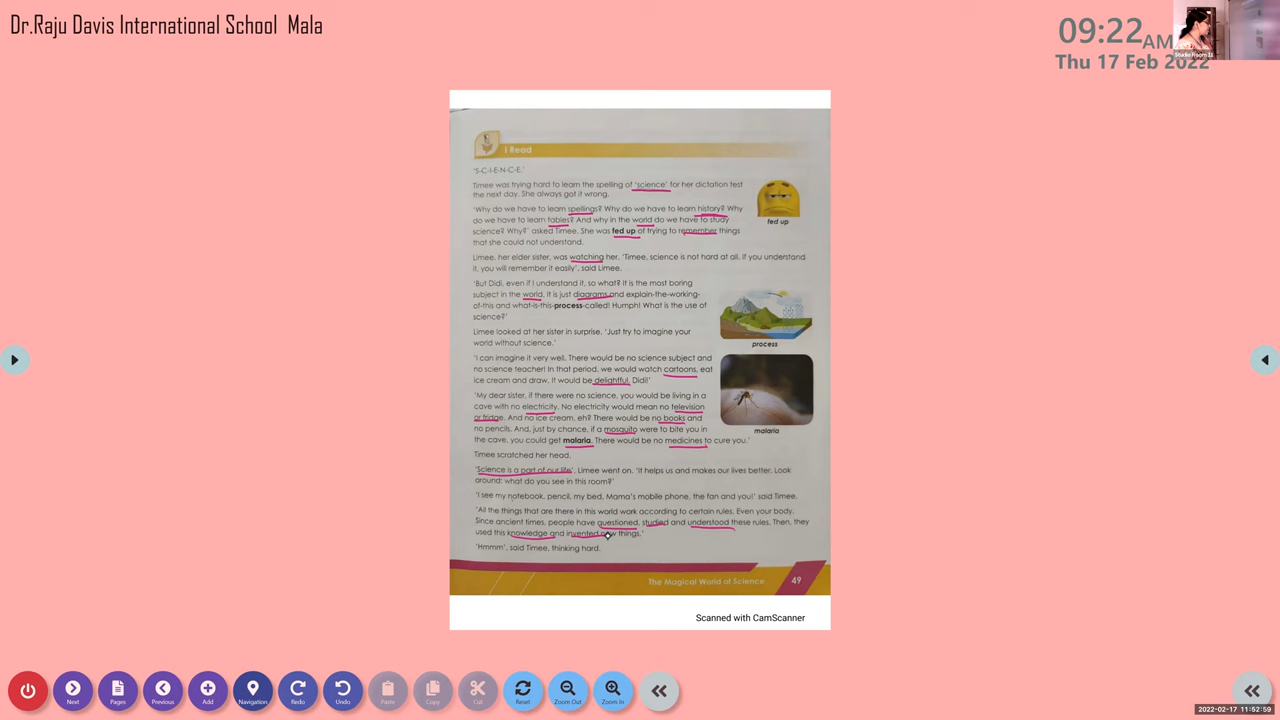 Dr.Raju Davis International School Mala
09:22 AM
Thu 17 Feb 2022
Studio Room 11
I Read
'S-C-I-E-N-C-E.'
Timee was trying hard to learn the spelling of 'science' for her dictation test
the next day. She always got it wrong.
'Why do we have to learn spellings? Why do we have to learn history? Why
do we have to learn tables? And why in the world do we have to study
science? Why?' asked Timee. She was fed up of trying to remember things
that she could not understand.
fed up
Limee, her elder sister, was watching her. 'Timee, science is not hard at all. If you understand
it, you will remember it easily', said Limee.
'But Didi, even if I understand it, so what? It is the most boring
subject in the world. It is just diagrams and explain-the-working-
of-this and what-is-this-process-called! Humph! What is the use of
science?'
Limee looked at her sister in surprise. 'Just try to imagine your
world without science.'
process
'I can imagine it very well. There would be no science subject and
no science teacher! In that period, we would watch cartoons, eat
ice cream and draw. It would be delightful, Didi!'
'My dear sister, if there were no science, you would be living in a
cave with no electricity. No electricity would mean no television
or fridge. And no ice cream, eh? There would be no books and
no pencils. And, just by chance, if a mosquito were to bite you in
the cave, you could get malaria. There would be no medicines to cure you.'
malaria
Timee scratched her head.
'Science is a part of our life', Limee went on. 'It helps us and makes our lives better. Look
around: what do you see in this room?'
'I see my notebook, pencil, my bed, Mama's mobile phone, the fan and you!' said Timee.
'All the things that are there in this world work according to certain rules. Even your body.
Since ancient times, people have questioned, studied and understood these rules. Then, they
used this knowledge and invented new things.'
'Hmmm', said Timee, thinking hard.
The Magical World of Science 49
Scanned with CamScanner
Next Pages Previous Add Navigation Redo Undo Paste Copy Cut Reset Zoom Out Zoom In
2022-02-17 11:52:59